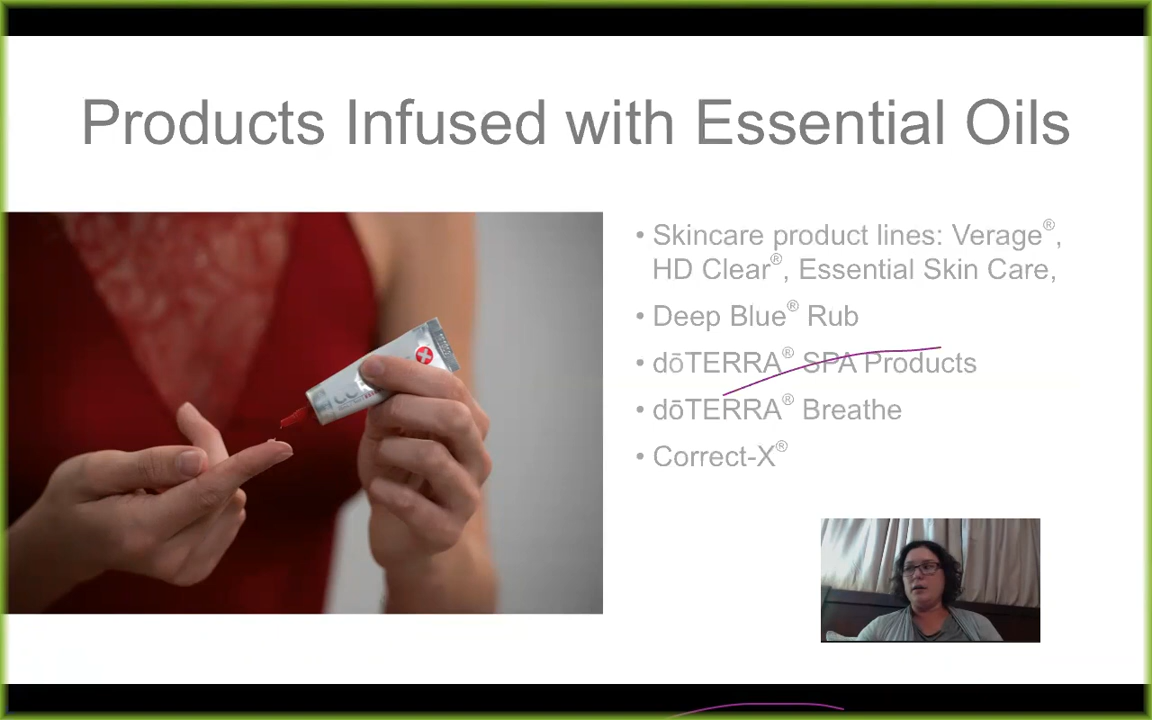 Products Infused with Essential Oils
• Skincare product lines: Verage®,
HD Clear®, Essential Skin Care,
• Deep Blue® Rub
• dōTERRA® SPA Products
• dōTERRA® Breathe
• Correct-X®